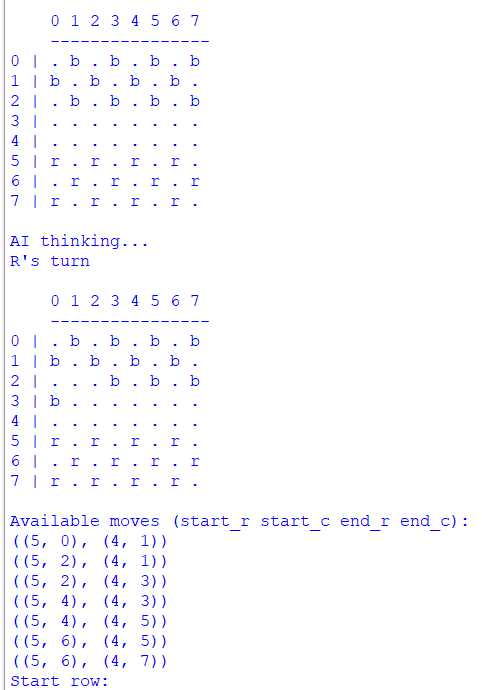 0 1 2 3 4 5 6 7
    ----------------
0 | . b . b . b . b
1 | b . b . b . b .
2 | . b . b . b . b
3 | . . . . . . . .
4 | . . . . . . . .
5 | r . r . r . r .
6 | . r . r . r . r
7 | r . r . r . r .

AI thinking...
R's turn

    0 1 2 3 4 5 6 7
    ----------------
0 | . b . b . b . b
1 | b . b . b . b .
2 | . . . b . b . b
3 | b . . . . . . .
4 | . . . . . . . .
5 | r . r . r . r .
6 | . r . r . r . r
7 | r . r . r . r .

Available moves (start_r start_c end_r end_c):
((5, 0), (4, 1))
((5, 2), (4, 1))
((5, 2), (4, 3))
((5, 4), (4, 3))
((5, 4), (4, 5))
((5, 6), (4, 5))
((5, 6), (4, 7))
Start row: